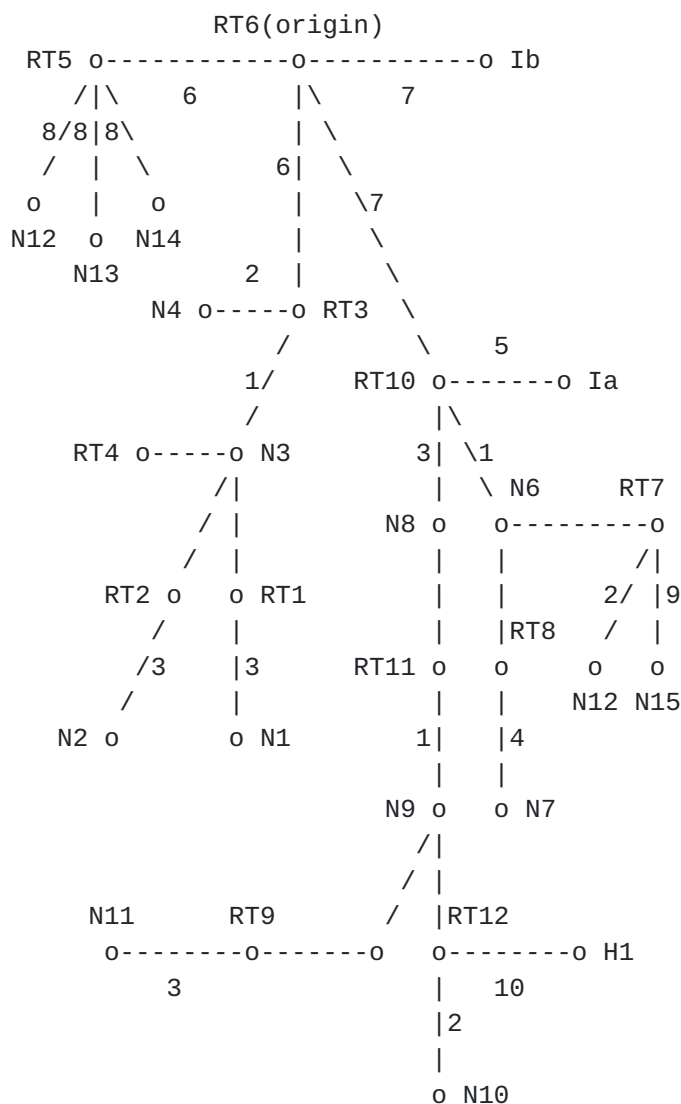 RT6(origin)
RT5 o------------o-----------o Ib
/|\ 6 |\ 7
8/8|8\ | \
/ | \ 6| \
o | o | \7
N12 o N14 | \
N13 2 | \
N4 o-----o RT3 \
/ \ 5
1/ RT10 o-------o Ia
/ |\
RT4 o-----o N3 3| \1
/| | \ N6 RT7
/ | N8 o o---------o
/ | | | /|
RT2 o o RT1 | | 2/ |9
/ | | |RT8 / |
/3 |3 RT11 o o o o
/ | | | N12 N15
N2 o o N1 1| |4
| |
N9 o o N7
/|
/ |
N11 RT9 / |RT12
o--------o-------o o--------o H1
3 | 10
|2
|
o N10